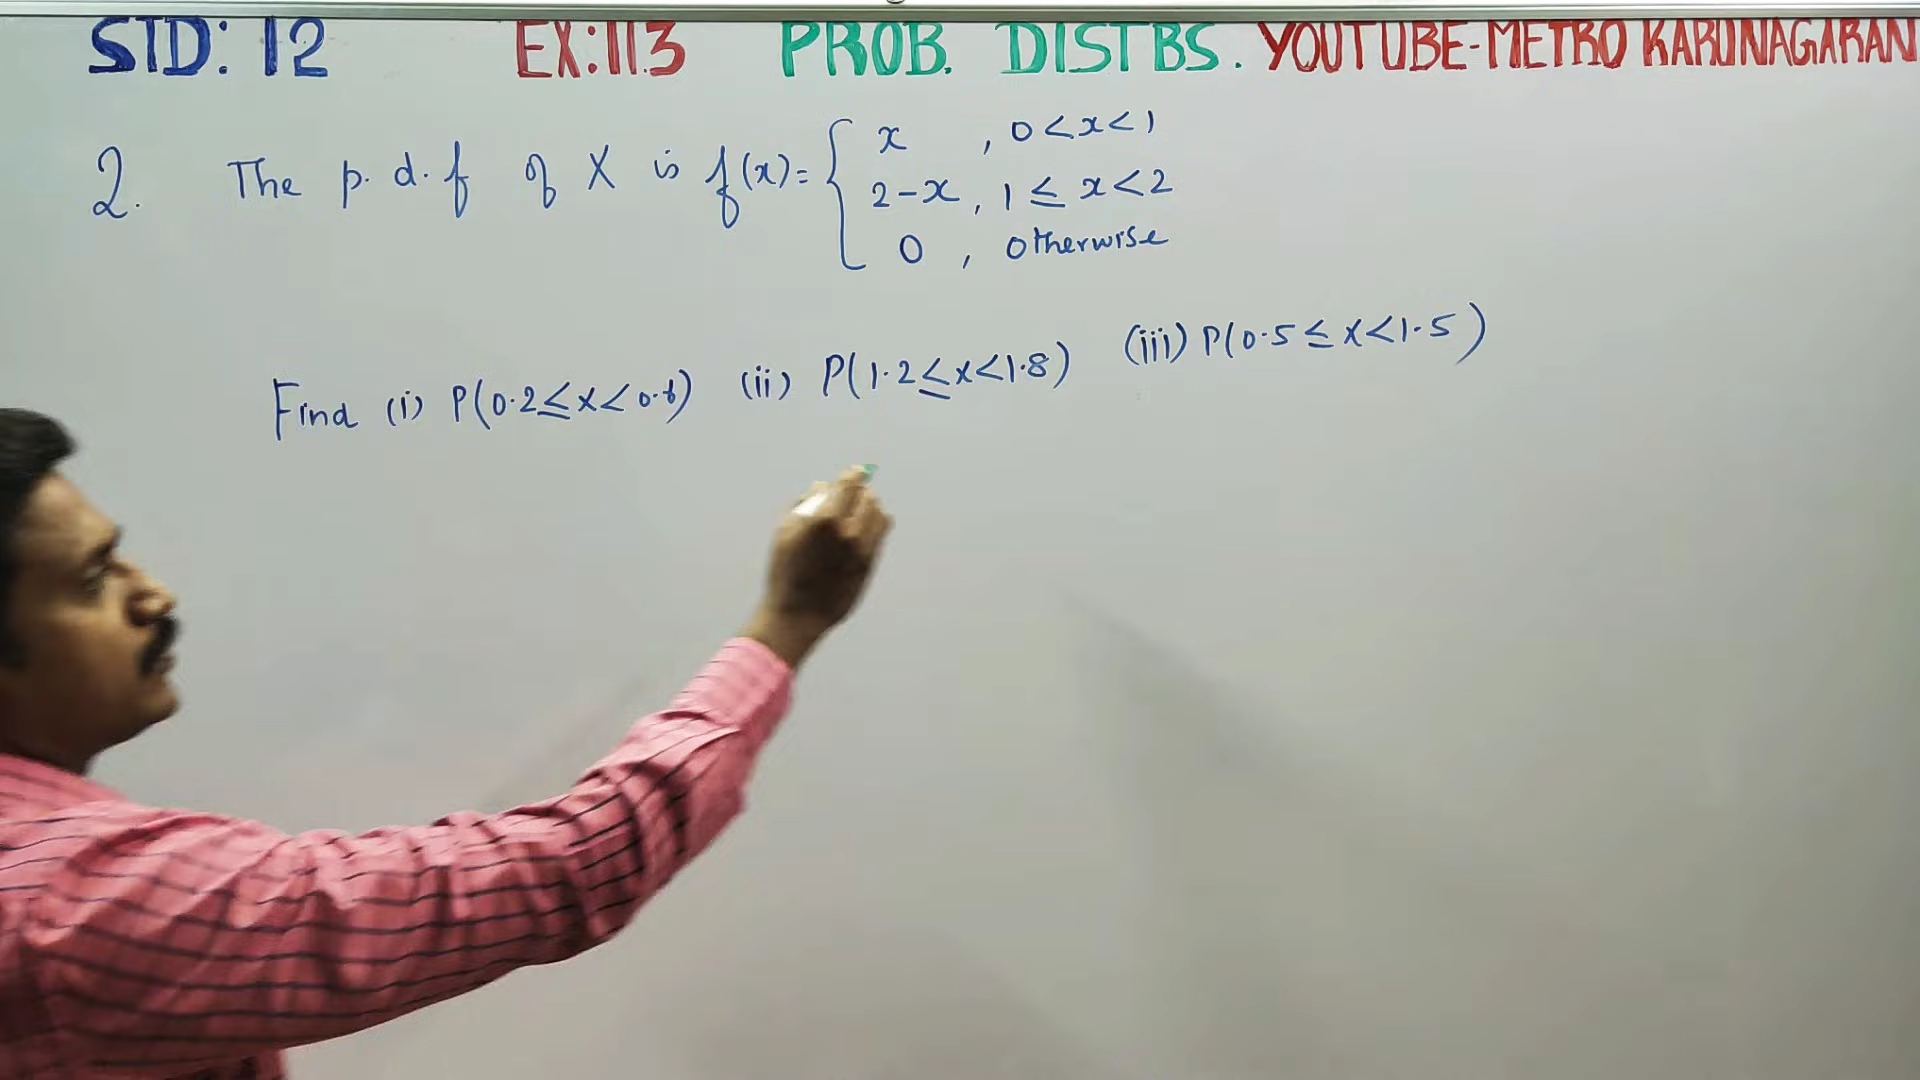 STD: 12 EX:11.3 PROB. DISTBS. YOUTUBE-METRO KARUNAGARAN
2. The p.d.f of X is f(x)= { x , 0<x<1
2-x , 1≤x<2
0 , otherwise
Find (i) P(0.2≤X<0.6) (ii) P(1.2≤X<1.8) (iii) P(0.5≤X<1.5)